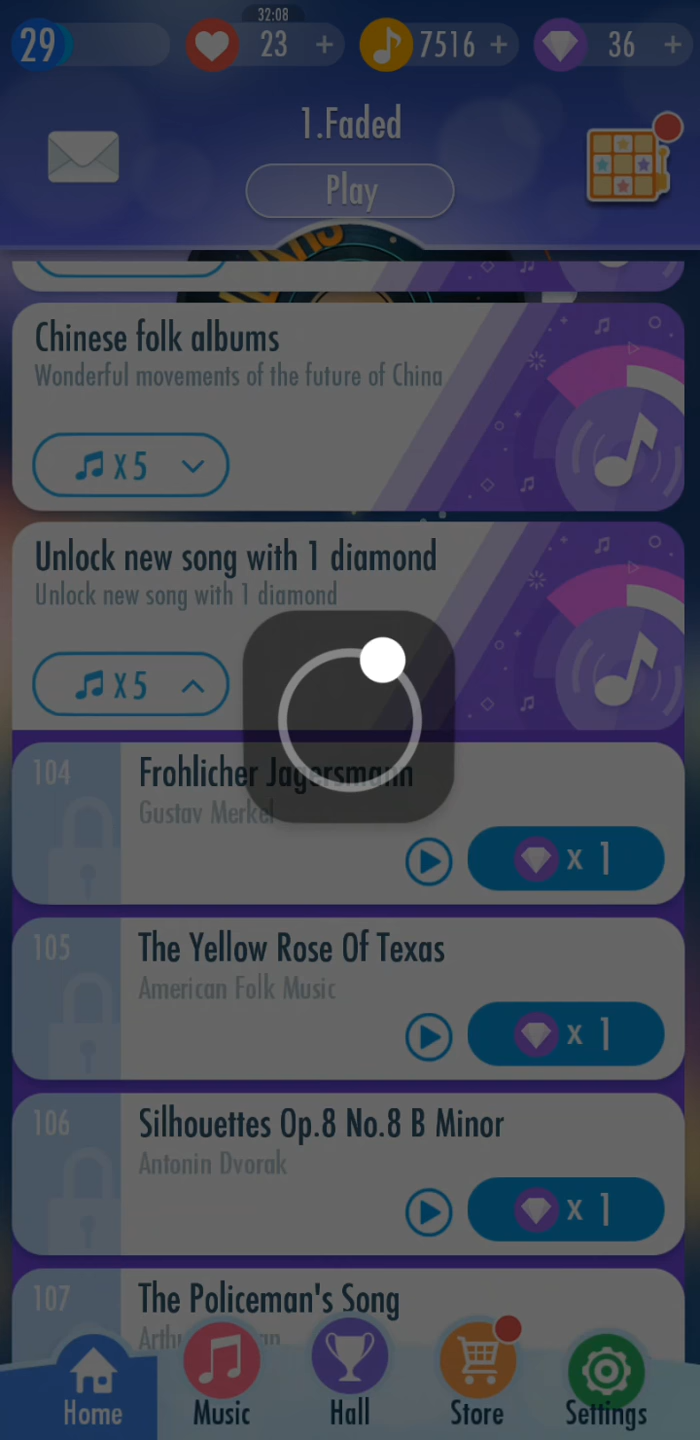 32:08
29
23 +
7516 +
36 +
1.Faded
Play
Chinese folk albums
Wonderful movements of the future of China
X 5
Unlock new song with 1 diamond
Unlock new song with 1 diamond
X 5
104
Frohlicher Jagersmann
Gustav Merkel
x 1
105
The Yellow Rose Of Texas
American Folk Music
x 1
106
Silhouettes Op.8 No.8 B Minor
Antonin Dvorak
x 1
107
The Policeman's Song
Home
Music
Hall
Store
Settings